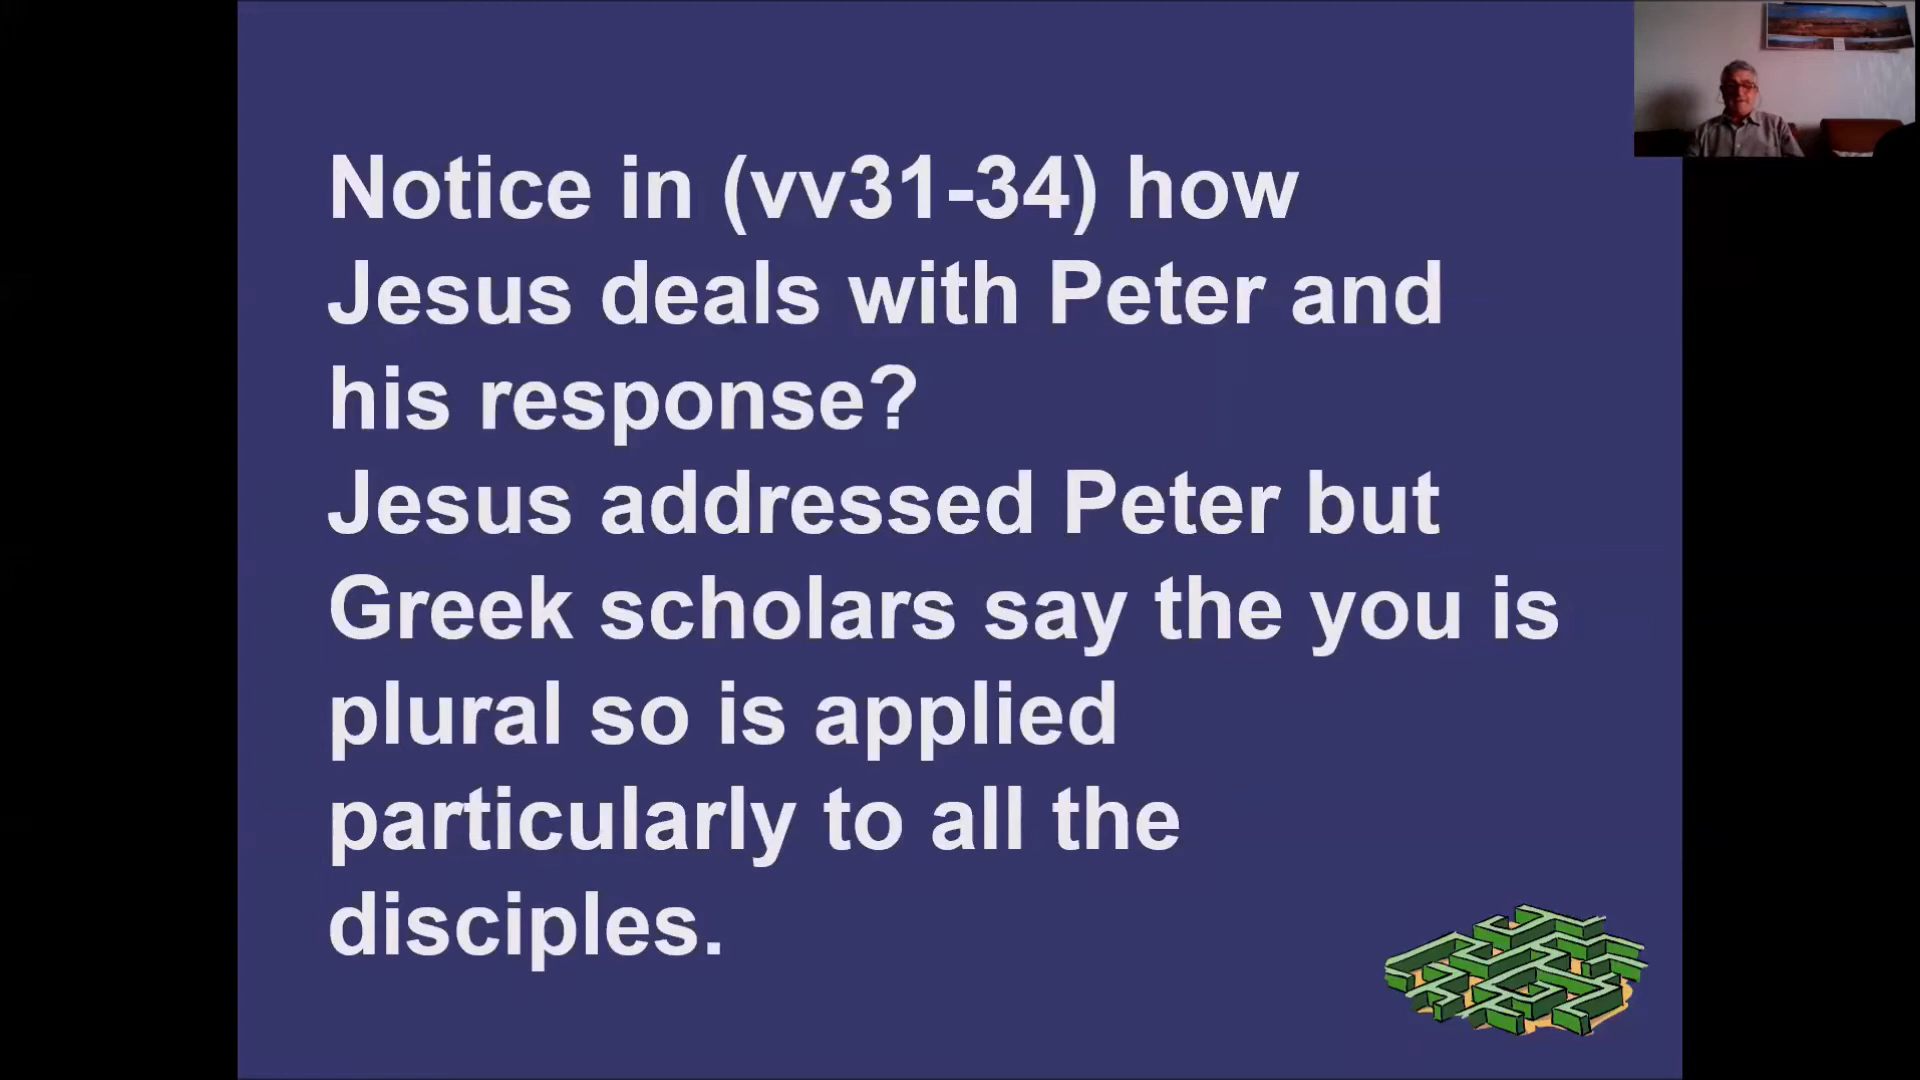 Notice in (vv31-34) how
Jesus deals with Peter and
his response?
Jesus addressed Peter but
Greek scholars say the you is
plural so is applied
particularly to all the
disciples.